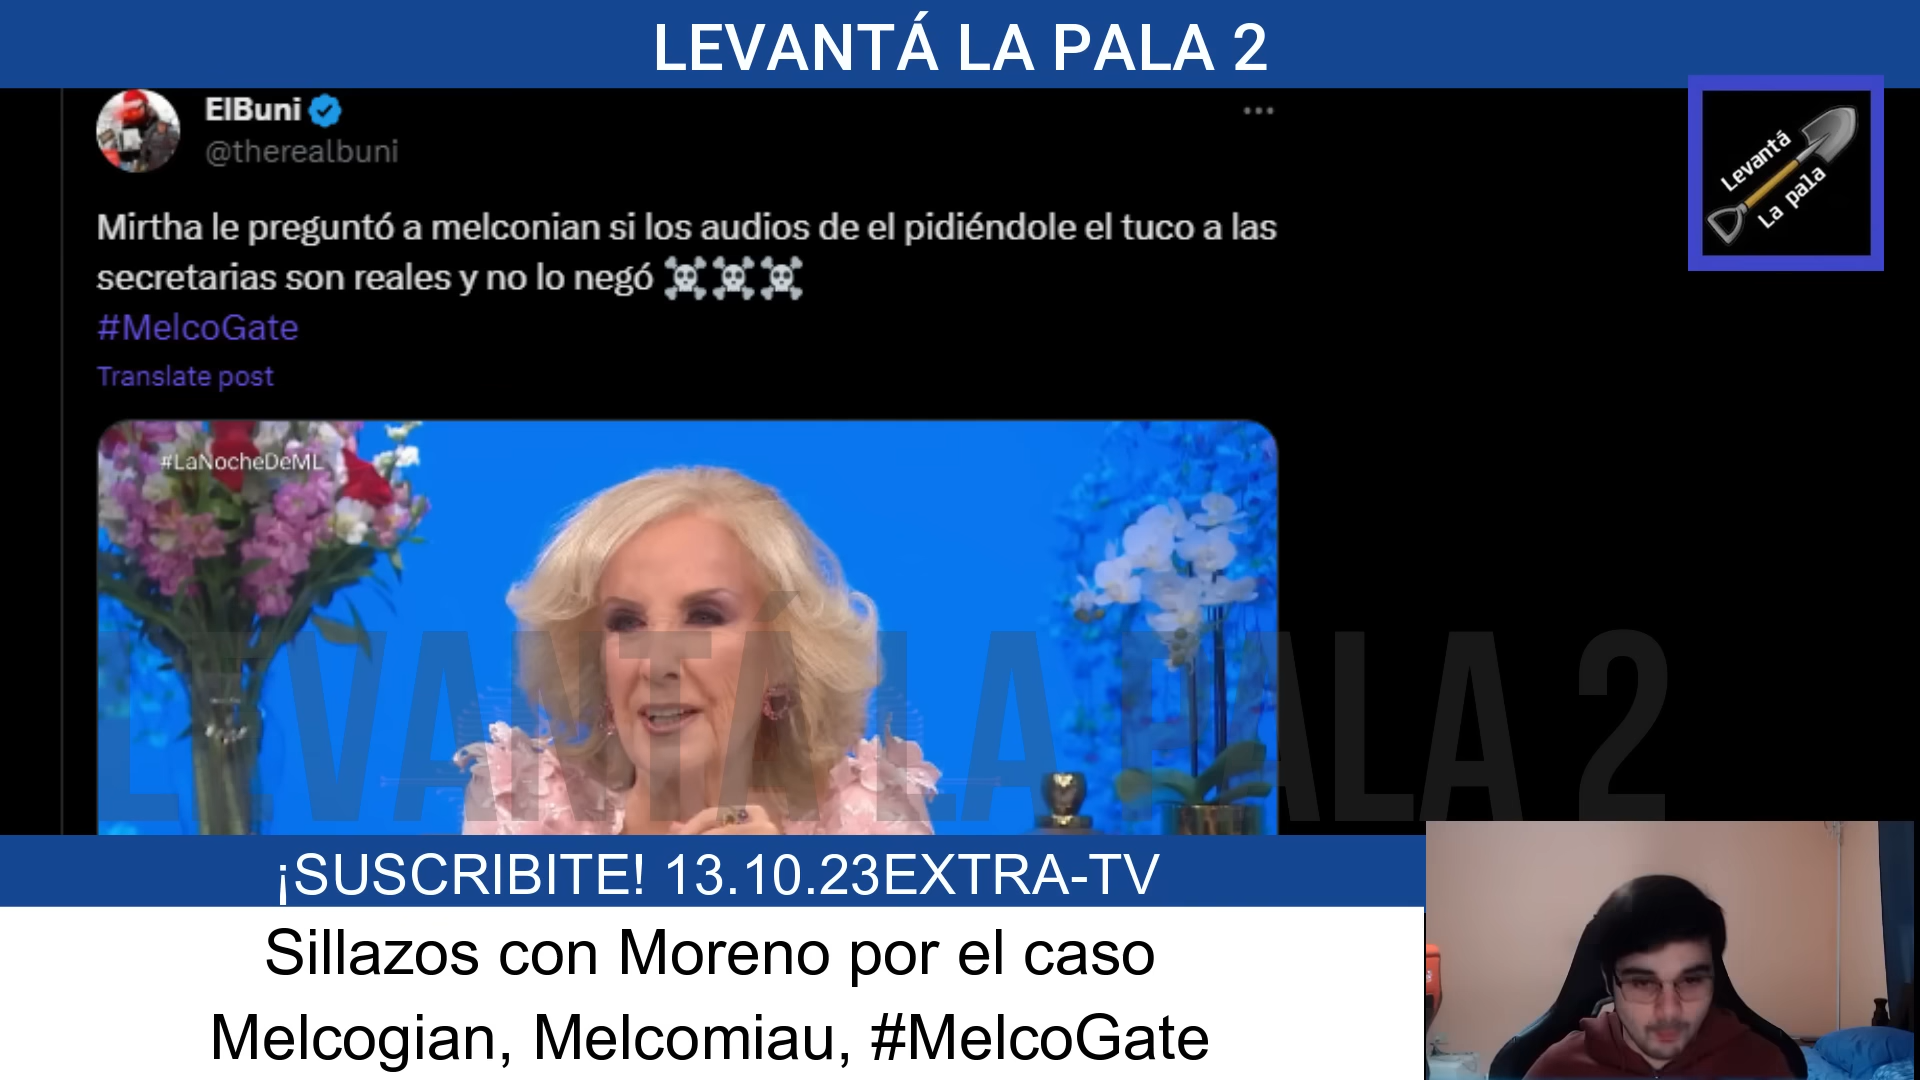 LEVANTÁ LA PALA 2
ElBuni
@therealbuni
Levantá
La pala
Mirtha le preguntó a melconian si los audios de el pidiéndole el tuco a las
secretarias son reales y no lo negó ☠☠☠
#MelcoGate
Translate post
#LaNocheDeML
LEVANTÁ LA PALA 2
¡SUSCRIBITE! 13.10.23EXTRA-TV
Sillazos con Moreno por el caso
Melcogian, Melcomiau, #MelcoGate